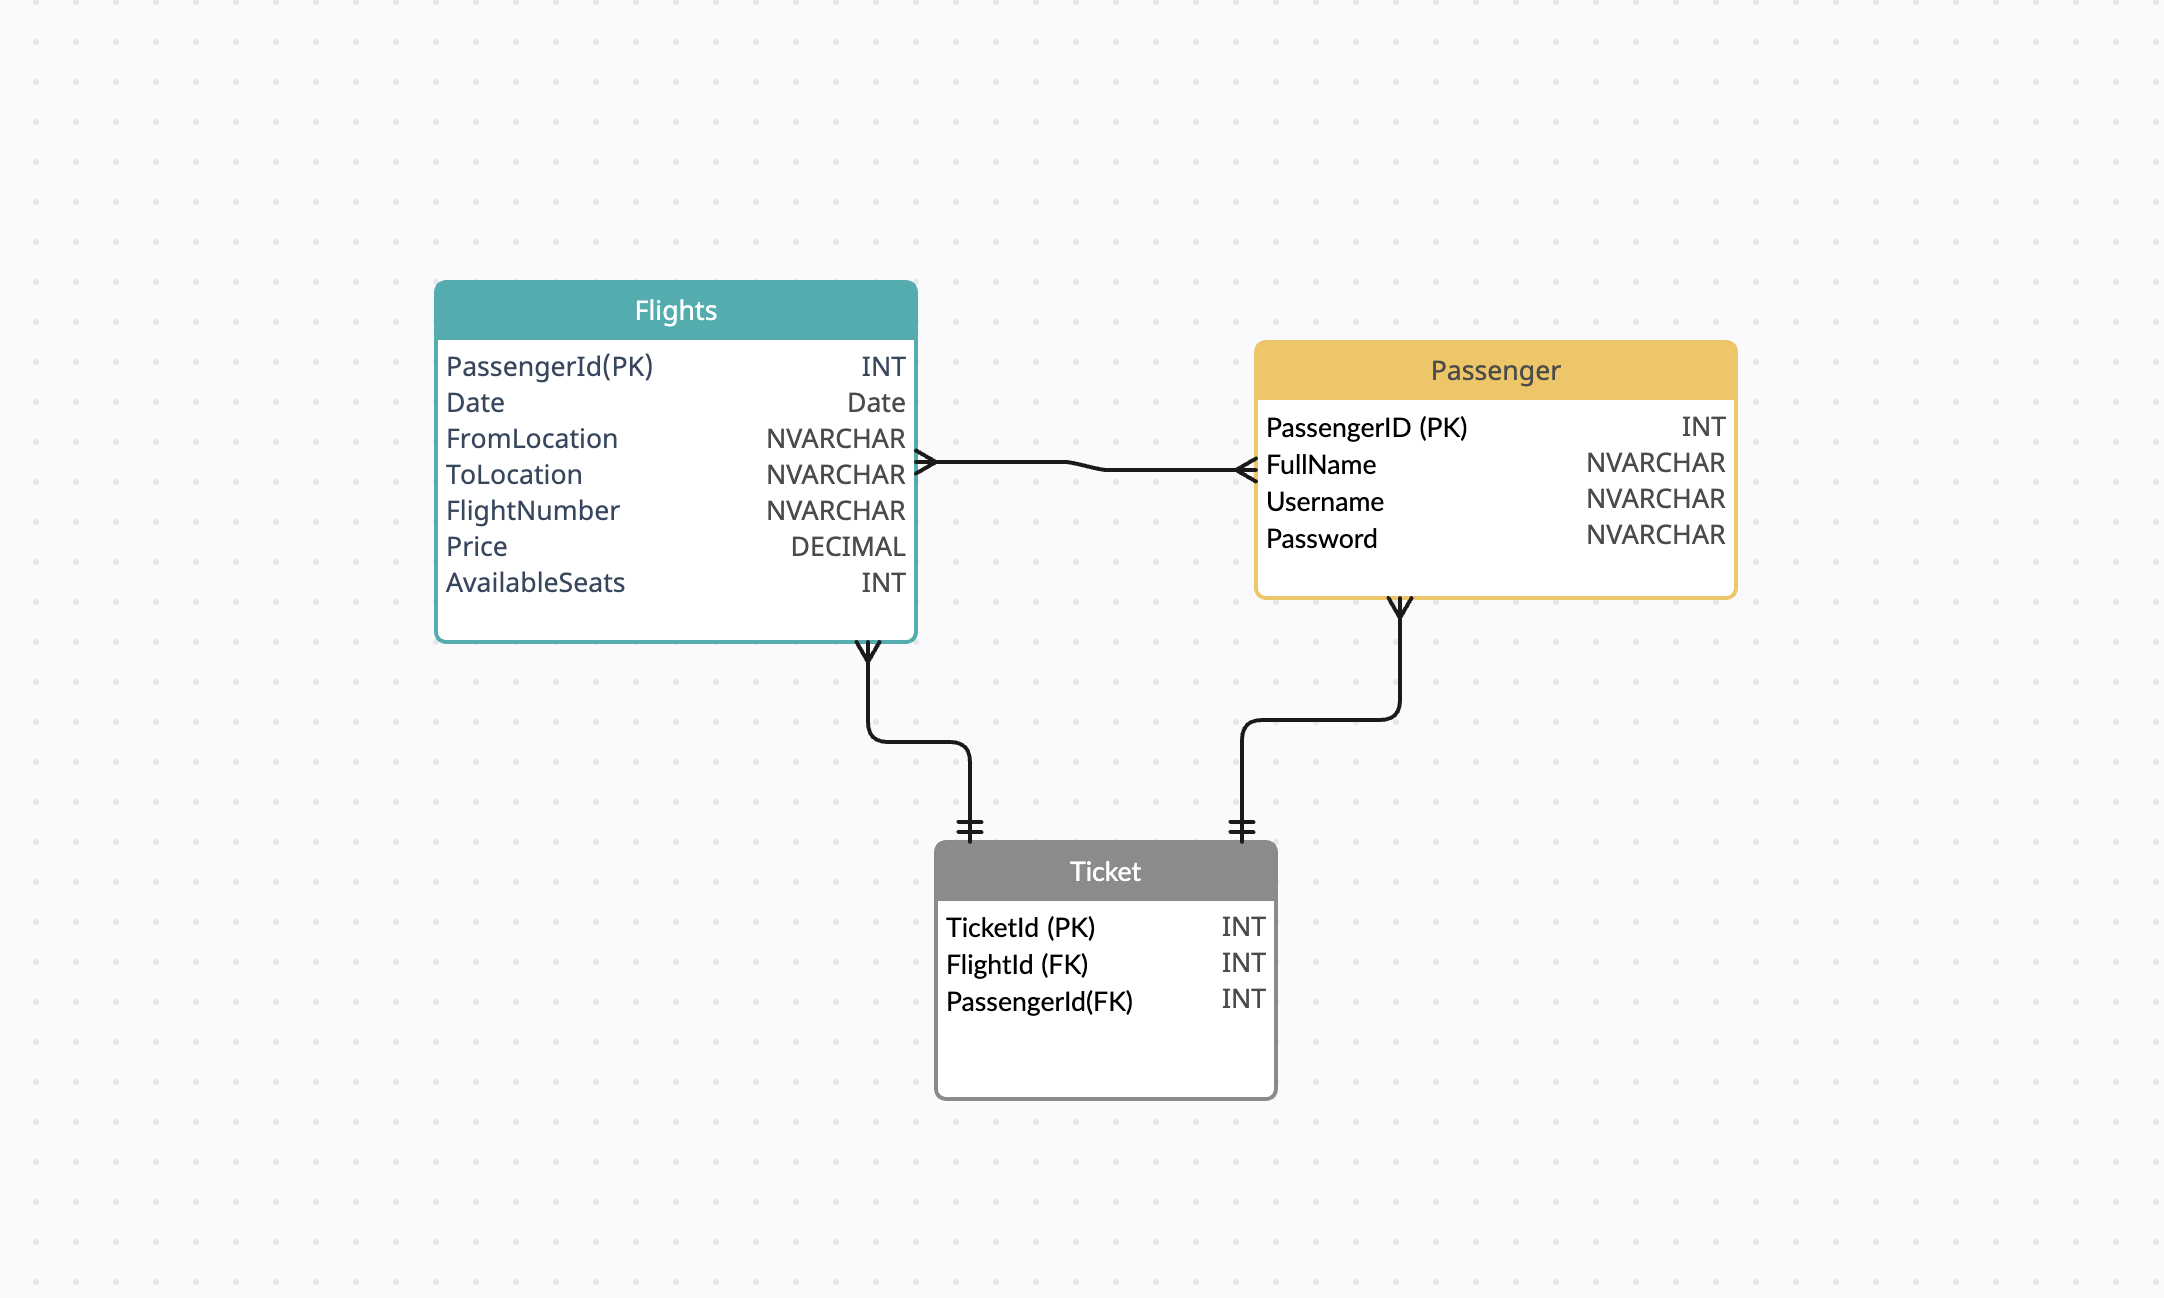 Flights
PassengerId(PK) INT
Date Date
FromLocation NVARCHAR
ToLocation NVARCHAR
FlightNumber NVARCHAR
Price DECIMAL
AvailableSeats INT
Passenger
PassengerID (PK) INT
FullName NVARCHAR
Username NVARCHAR
Password NVARCHAR
Ticket
TicketId (PK) INT
FlightId (FK) INT
PassengerId(FK) INT